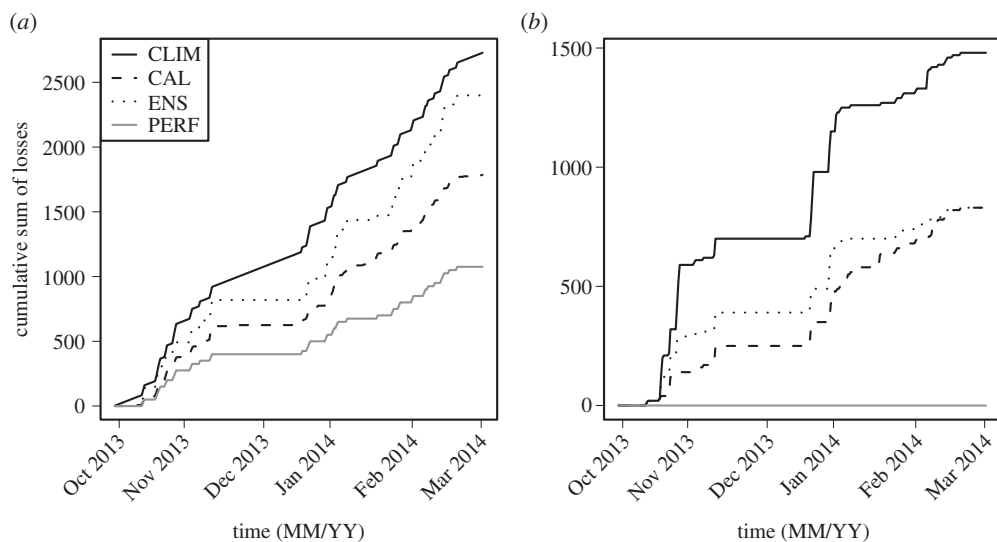 (a)
CLIM
CAL
ENS
PERF
2500
2000
1500
1000
500
0
cumulative sum of losses
Oct 2013
Nov 2013
Dec 2013
Jan 2014
Feb 2014
Mar 2014
time (MM/YY)
(b)
1500
1000
500
0
Oct 2013
Nov 2013
Dec 2013
Jan 2014
Feb 2014
Mar 2014
time (MM/YY)